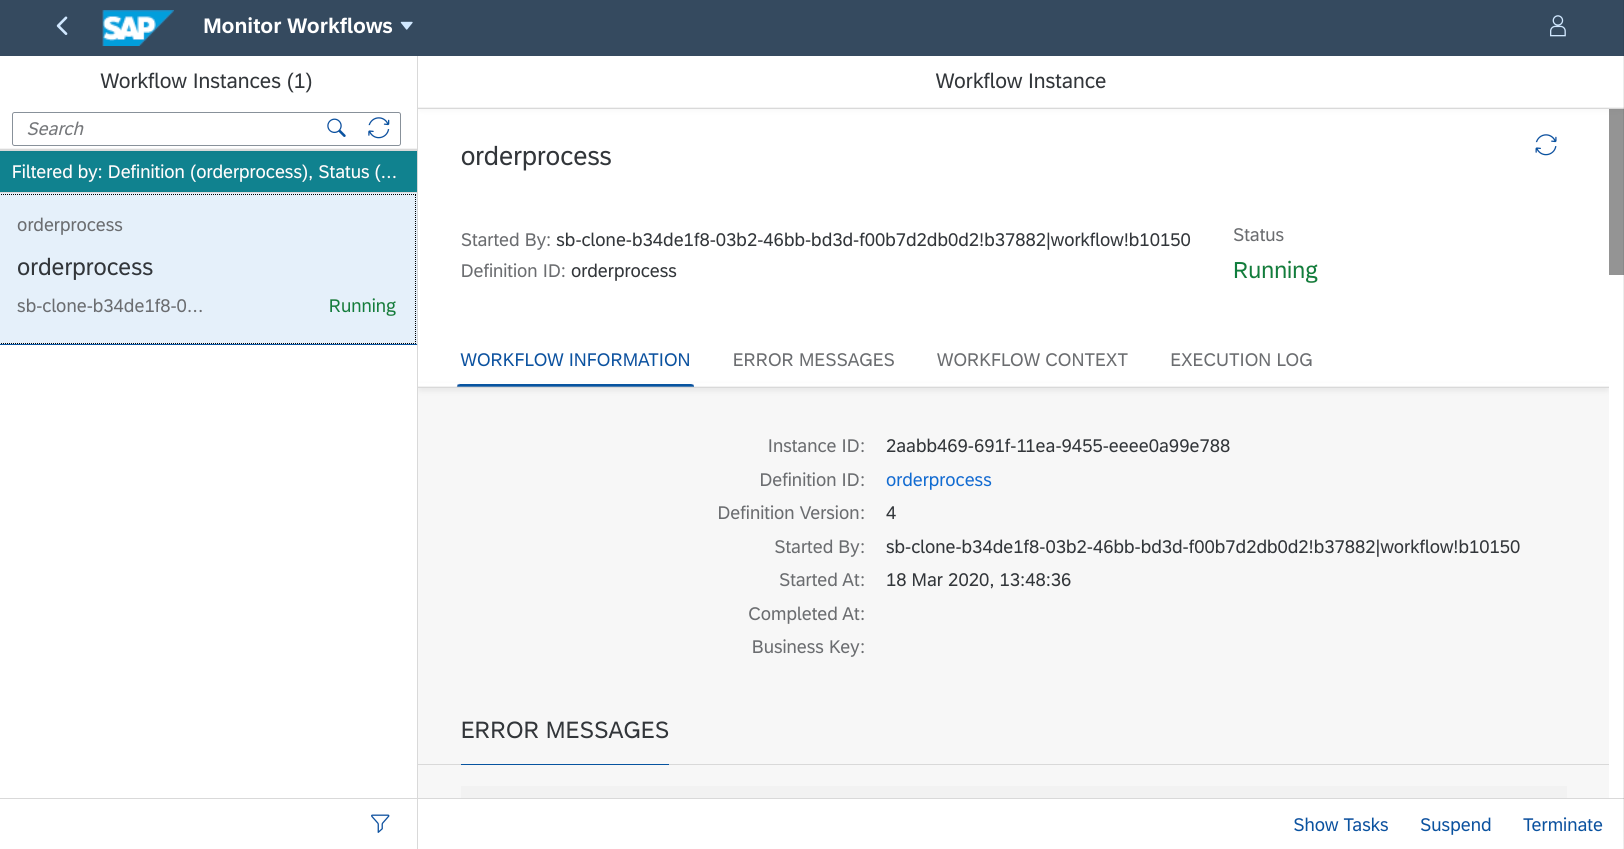 SAP
Monitor Workflows
Workflow Instances (1)
Search
Filtered by: Definition (orderprocess), Status (...
orderprocess
orderprocess
sb-clone-b34de1f8-0...
Running
Workflow Instance
orderprocess
Started By: sb-clone-b34de1f8-03b2-46bb-bd3d-f00b7d2db0d2!b37882|workflow!b10150
Definition ID: orderprocess
Status
Running
WORKFLOW INFORMATION
ERROR MESSAGES
WORKFLOW CONTEXT
EXECUTION LOG
Instance ID: 2aabb469-691f-11ea-9455-eeee0a99e788
Definition ID: orderprocess
Definition Version: 4
Started By: sb-clone-b34de1f8-03b2-46bb-bd3d-f00b7d2db0d2!b37882|workflow!b10150
Started At: 18 Mar 2020, 13:48:36
Completed At:
Business Key:
ERROR MESSAGES
Show Tasks
Suspend
Terminate